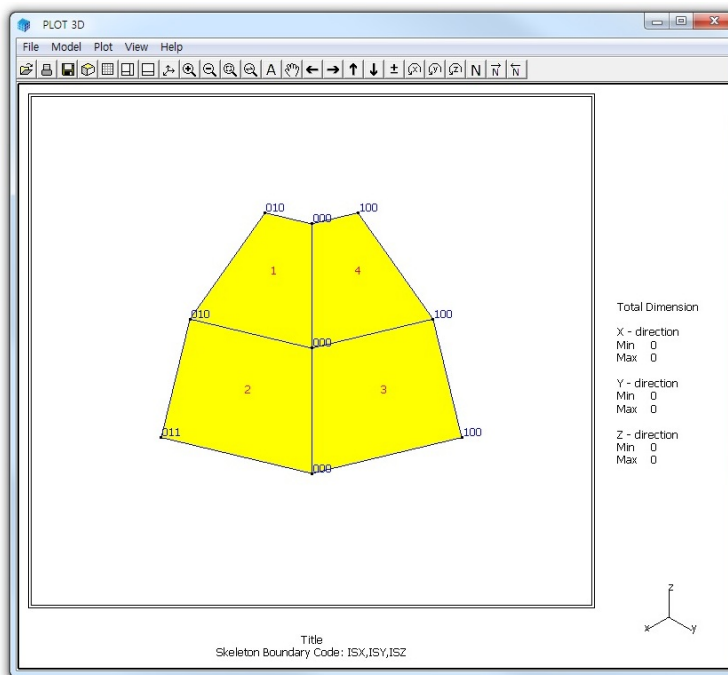 PLOT 3D
File Model Plot View Help
A ± x y z N N N
010 000 100
1 4
010 000 100
2 3
011 000 100
Total Dimension
X - direction
Min 0
Max 0
Y - direction
Min 0
Max 0
Z - direction
Min 0
Max 0
z
x y
Title
Skeleton Boundary Code: ISX,ISY,ISZ